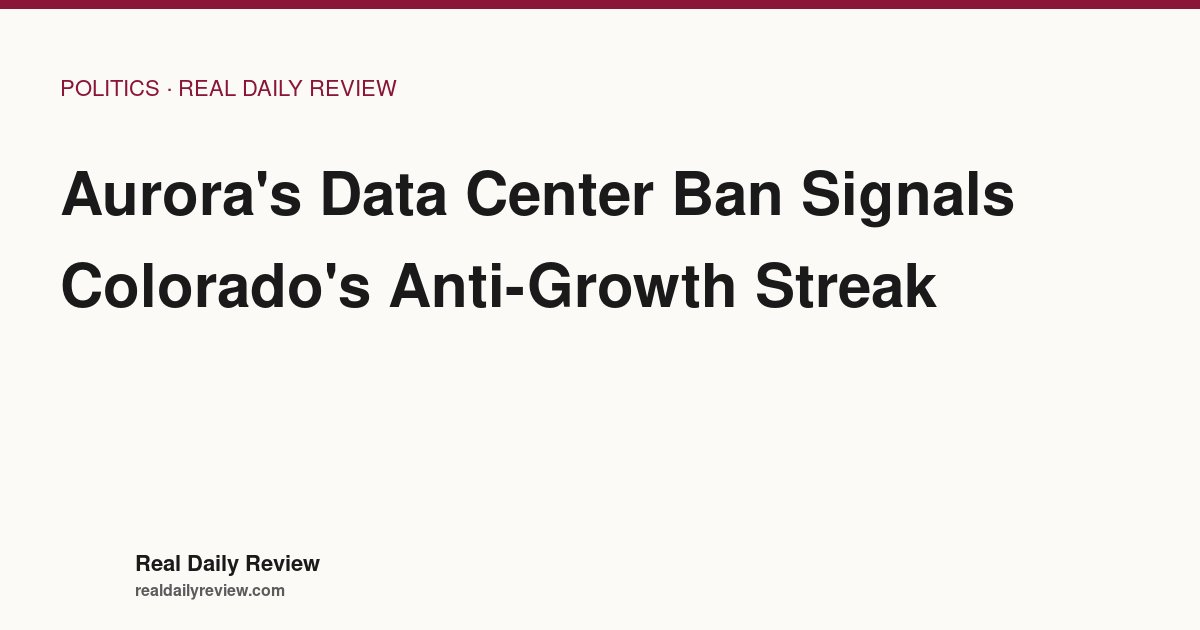 POLITICS · REAL DAILY REVIEW
Aurora's Data Center Ban Signals
Colorado's Anti-Growth Streak
Real Daily Review
realdailyreview.com